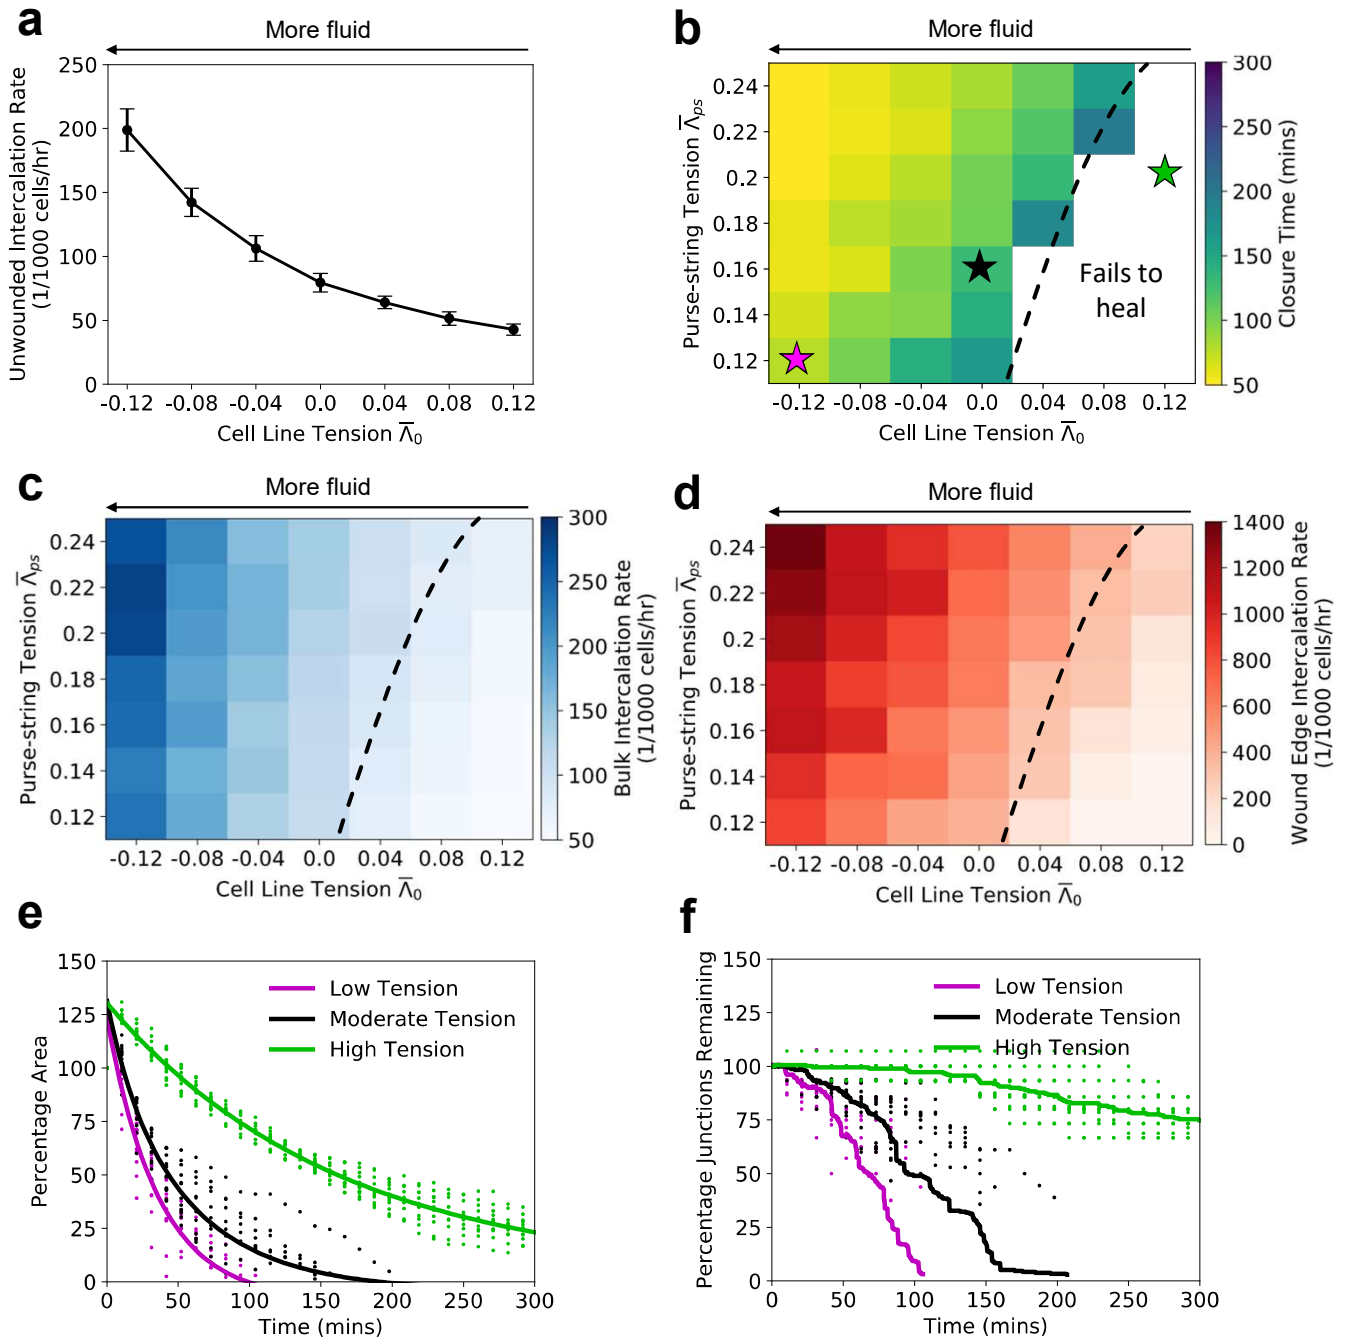 a
More fluid
Unwounded Intercalation Rate
(1/1000 cells/hr)
250
200
150
100
50
0
-0.12 -0.08 -0.04 0.0 0.04 0.08 0.12
Cell Line Tension Λ̅₀
b
More fluid
Purse-string Tension Λ̅ₚₛ
0.24
0.22
0.2
0.18
0.16
0.14
0.12
Fails to
heal
-0.12 -0.08 -0.04 0.0 0.04 0.08 0.12
Cell Line Tension Λ̅₀
300
250
200
150
100
50
Closure Time (mins)
c
More fluid
Purse-string Tension Λ̅ₚₛ
0.24
0.22
0.2
0.18
0.16
0.14
0.12
-0.12 -0.08 -0.04 0.0 0.04 0.08 0.12
Cell Line Tension Λ̅₀
300
250
200
150
100
50
Bulk Intercalation Rate
(1/1000 cells/hr)
d
More fluid
Purse-string Tension Λ̅ₚₛ
0.24
0.22
0.2
0.18
0.16
0.14
0.12
-0.12 -0.08 -0.04 0.0 0.04 0.08 0.12
Cell Line Tension Λ̅₀
1400
1200
1000
800
600
400
200
0
Wound Edge Intercalation Rate
(1/1000 cells/hr)
e
Percentage Area
150
125
100
75
50
25
0
Low Tension
Moderate Tension
High Tension
0 50 100 150 200 250 300
Time (mins)
f
Percentage Junctions Remaining
150
125
100
75
50
25
0
Low Tension
Moderate Tension
High Tension
0 50 100 150 200 250 300
Time (mins)